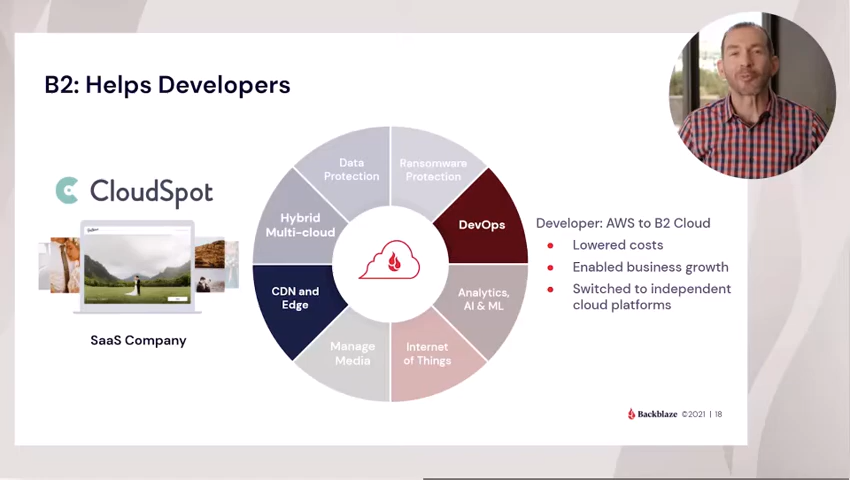 B2: Helps Developers
CloudSpot
SaaS Company
Data
Protection
Ransomware
Protection
Hybrid
Multi-cloud
DevOps
CDN and
Edge
Analytics,
AI & ML
Manage
Media
Internet
of Things
Developer: AWS to B2 Cloud
• Lowered costs
• Enabled business growth
• Switched to independent
cloud platforms
Backblaze ©2021 | 18